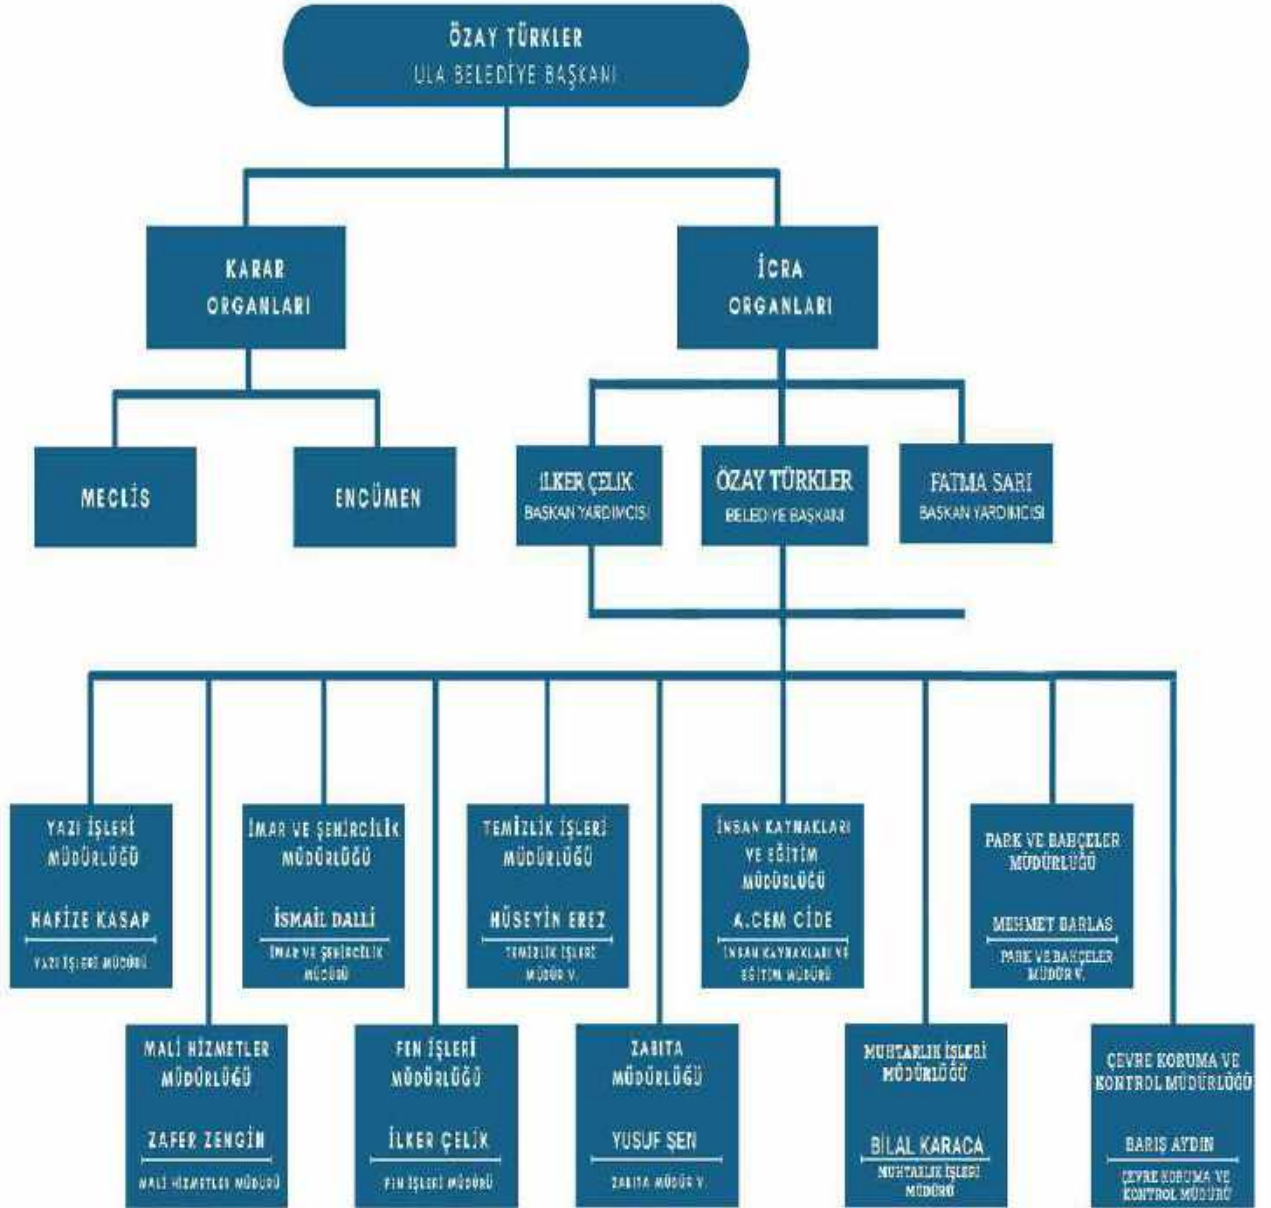 ÖZAY TÜRKLER
ULA BELEDİYE BAŞKANI
KARAR
ORGANLARI
İCRA
ORGANLARI
MECLİS
ENCÜMEN
İLKER ÇELİK
BAŞKAN YARDIMCISI
ÖZAY TÜRKLER
BELEDİYE BAŞKANI
FATMA SARI
BAŞKAN YARDIMCISI
YAZI İŞLERİ
MÜDÜRLÜĞÜ
HAFİZE KASAP
YAZI İŞLERİ MÜDÜRÜ
İMAR VE ŞEHİRCİLİK
MÜDÜRLÜĞÜ
İSMAİL DALLI
İMAR VE ŞEHİRCİLİK
MÜDÜRÜ
TEMİZLİK İŞLERİ
MÜDÜRLÜĞÜ
HÜSEYİN EREZ
TEMİZLİK İŞLERİ
MÜDÜR V.
İNSAN KAYNAKLARI
VE EĞİTİM
MÜDÜRLÜĞÜ
A.CEM CİDE
İNSAN KAYNAKLARI VE
EĞİTİM MÜDÜRÜ
PARK VE BAHÇELER
MÜDÜRLÜĞÜ
MEHMET BARLAS
PARK VE BAHÇELER
MÜDÜR V.
MALİ HİZMETLER
MÜDÜRLÜĞÜ
ZAFER ZENGİN
MALİ HİZMETLER MÜDÜRÜ
FEN İŞLERİ
MÜDÜRLÜĞÜ
İLKER ÇELİK
FEN İŞLERİ MÜDÜRÜ
ZABITA
MÜDÜRLÜĞÜ
YUSUF ŞEN
ZABITA MÜDÜR V.
MUHTARLIK İŞLERİ
MÜDÜRLÜĞÜ
BİLAL KARACA
MUHTARLIK İŞLERİ
MÜDÜRÜ
ÇEVRE KORUMA VE
KONTROL MÜDÜRLÜĞÜ
BARIŞ AYDIN
ÇEVRE KORUMA VE
KONTROL MÜDÜRÜ